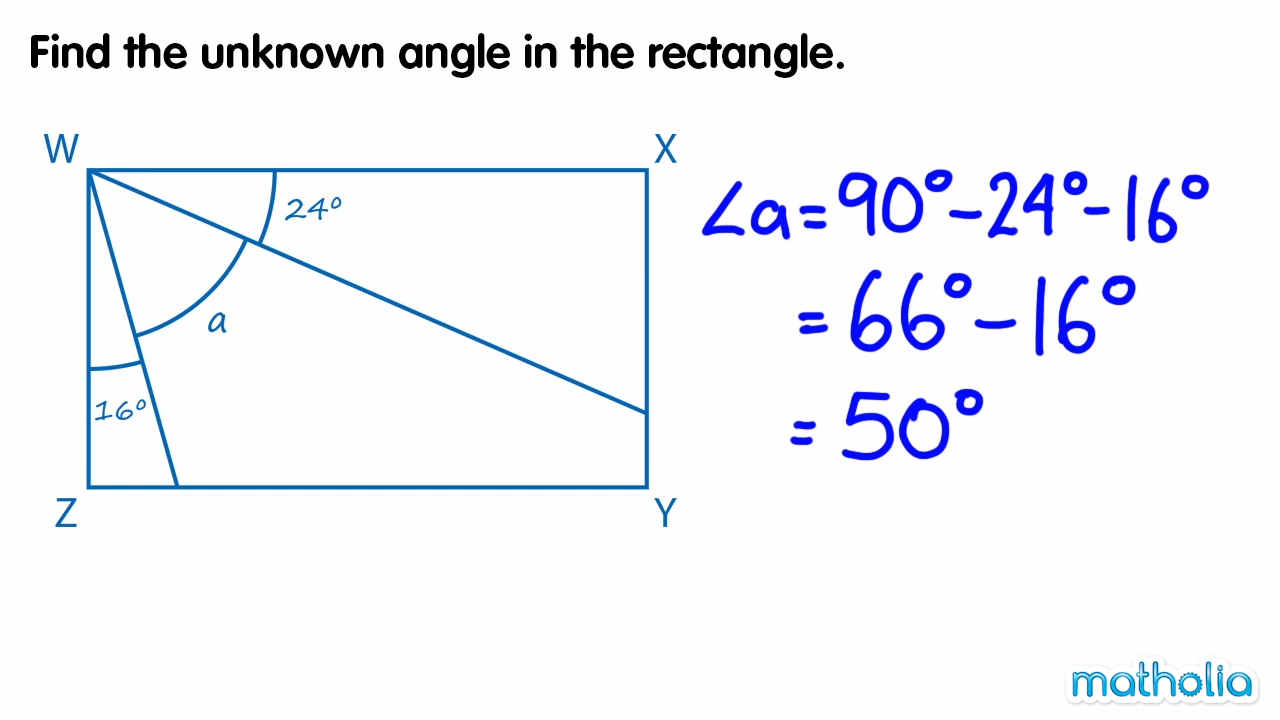 Find the unknown angle in the rectangle.
W
X
24°
∠a = 90° - 24° - 16°
a
= 66° - 16°
16°
= 50°
Z
Y
matholia